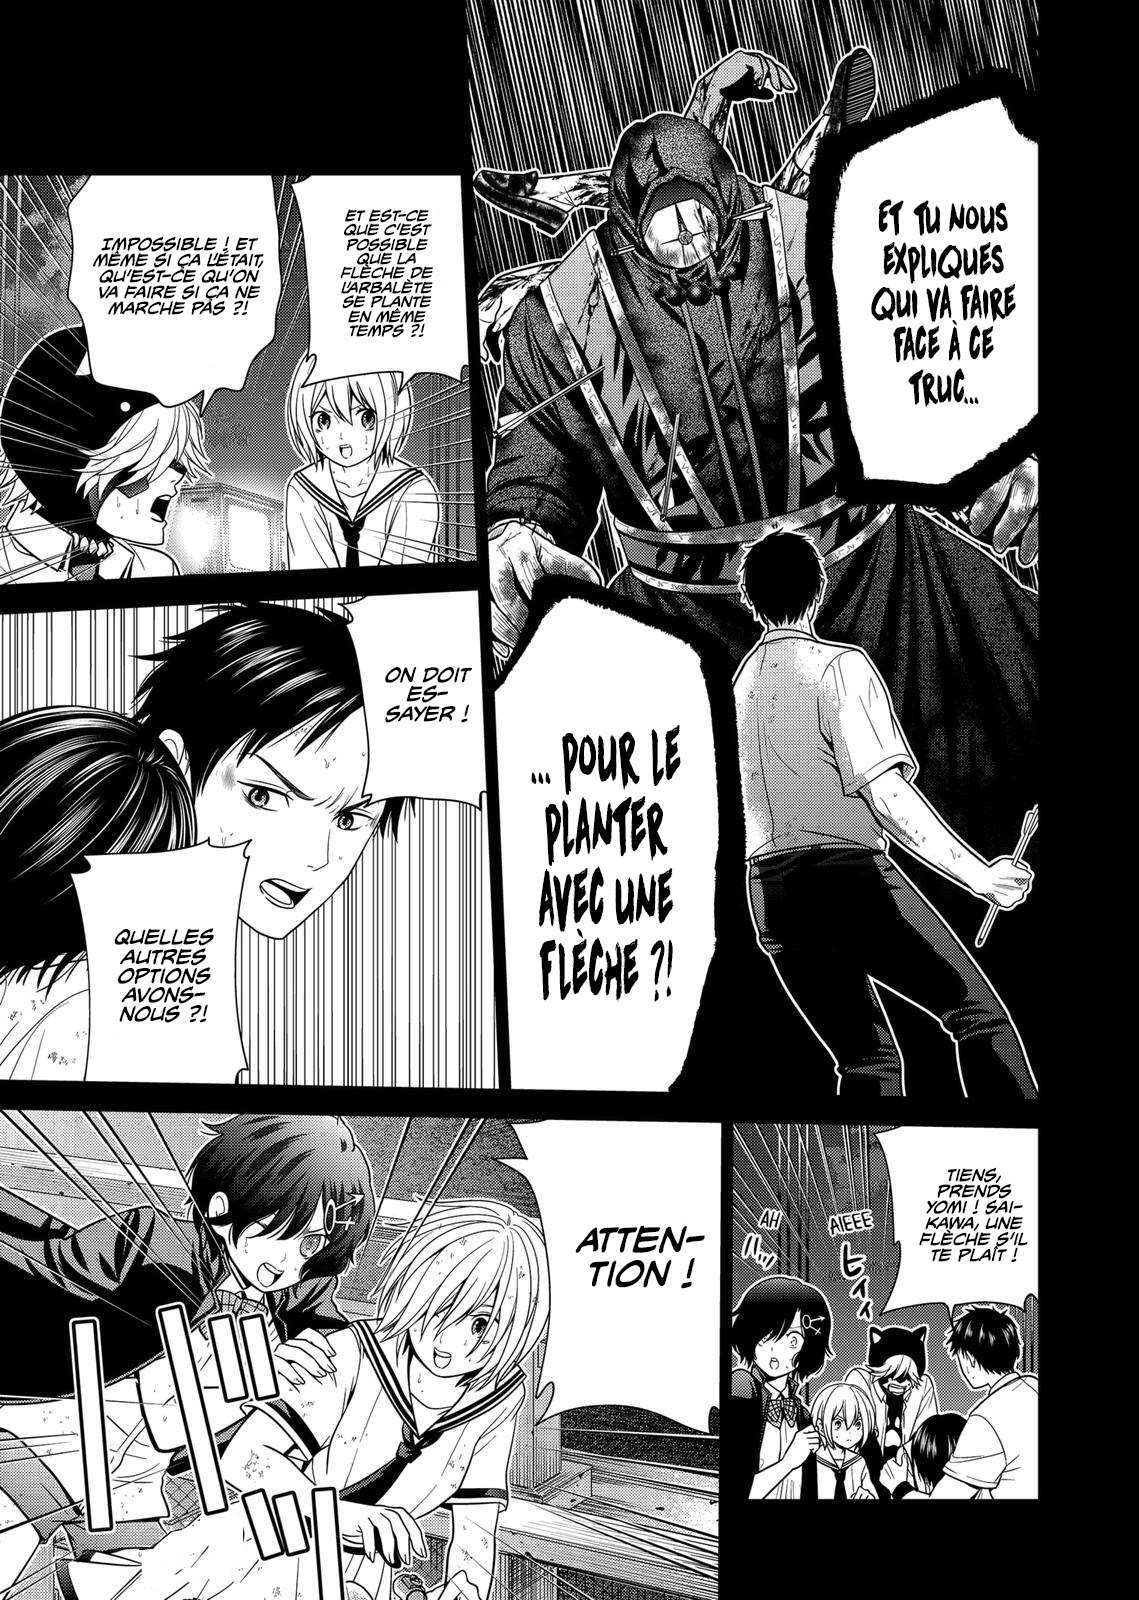 ET TU NOUS
EXPLIQUES
QUI VA FAIRE
FACE À CE
TRUC...
... POUR LE
PLANTER
AVEC UNE
FLÈCHE ?!
ET EST-CE
QUE C'EST
POSSIBLE
QUE LA
FLÈCHE DE
L'ARBALÈTE
SE PLANTE
EN MÊME
TEMPS ?!
IMPOSSIBLE ! ET
MÊME SI ÇA L'ÉTAIT,
QU'EST-CE QU'ON
VA FAIRE SI ÇA NE
MARCHE PAS ?!
ON DOIT
ES-
SAYER !
QUELLES
AUTRES
OPTIONS
AVONS-
NOUS ?!
TIENS,
PRENDS
YOMI ! SAI-
KAWA, UNE
FLÈCHE S'IL
TE PLAÎT !
AIEEE
ヒィィ
AH
ATTEN-
TION !